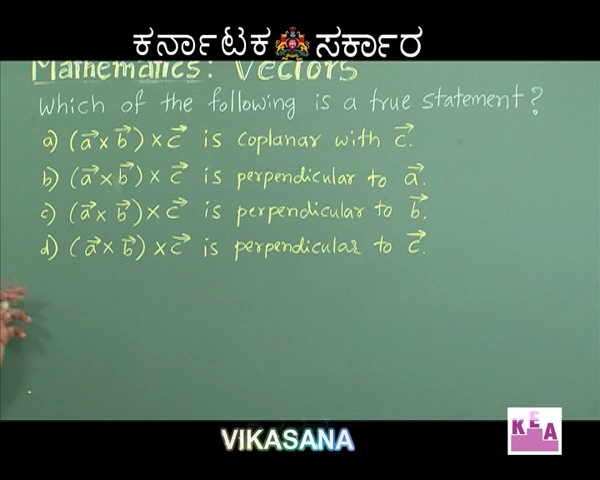 ಕರ್ನಾಟಕ ಸರ್ಕಾರ
Mathematics: Vectors
Which of the following is a true statement?
a) (a⃗ × b⃗) × c⃗ is coplanar with c⃗.
b) (a⃗ × b⃗) × c⃗ is perpendicular to a⃗.
c) (a⃗ × b⃗) × c⃗ is perpendicular to b⃗.
d) (a⃗ × b⃗) × c⃗ is perpendicular to c⃗.
VIKASANA
KEA